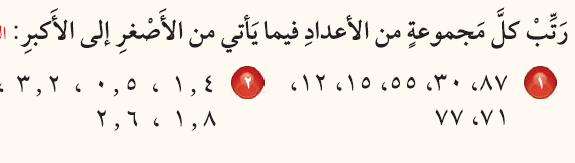 رَتِّبْ كلَّ مَجموعةٍ من الأعدادِ فيما يَأتي من الأَصْغرِ إلى الأَكبرِ:
١ ٨٧، ٣٠، ٥٥، ١٥، ١٢،
٧١، ٧٧
٢ ١,٤ ، ٠,٥ ، ٣,٢ ،
١,٨ ، ٢,٦